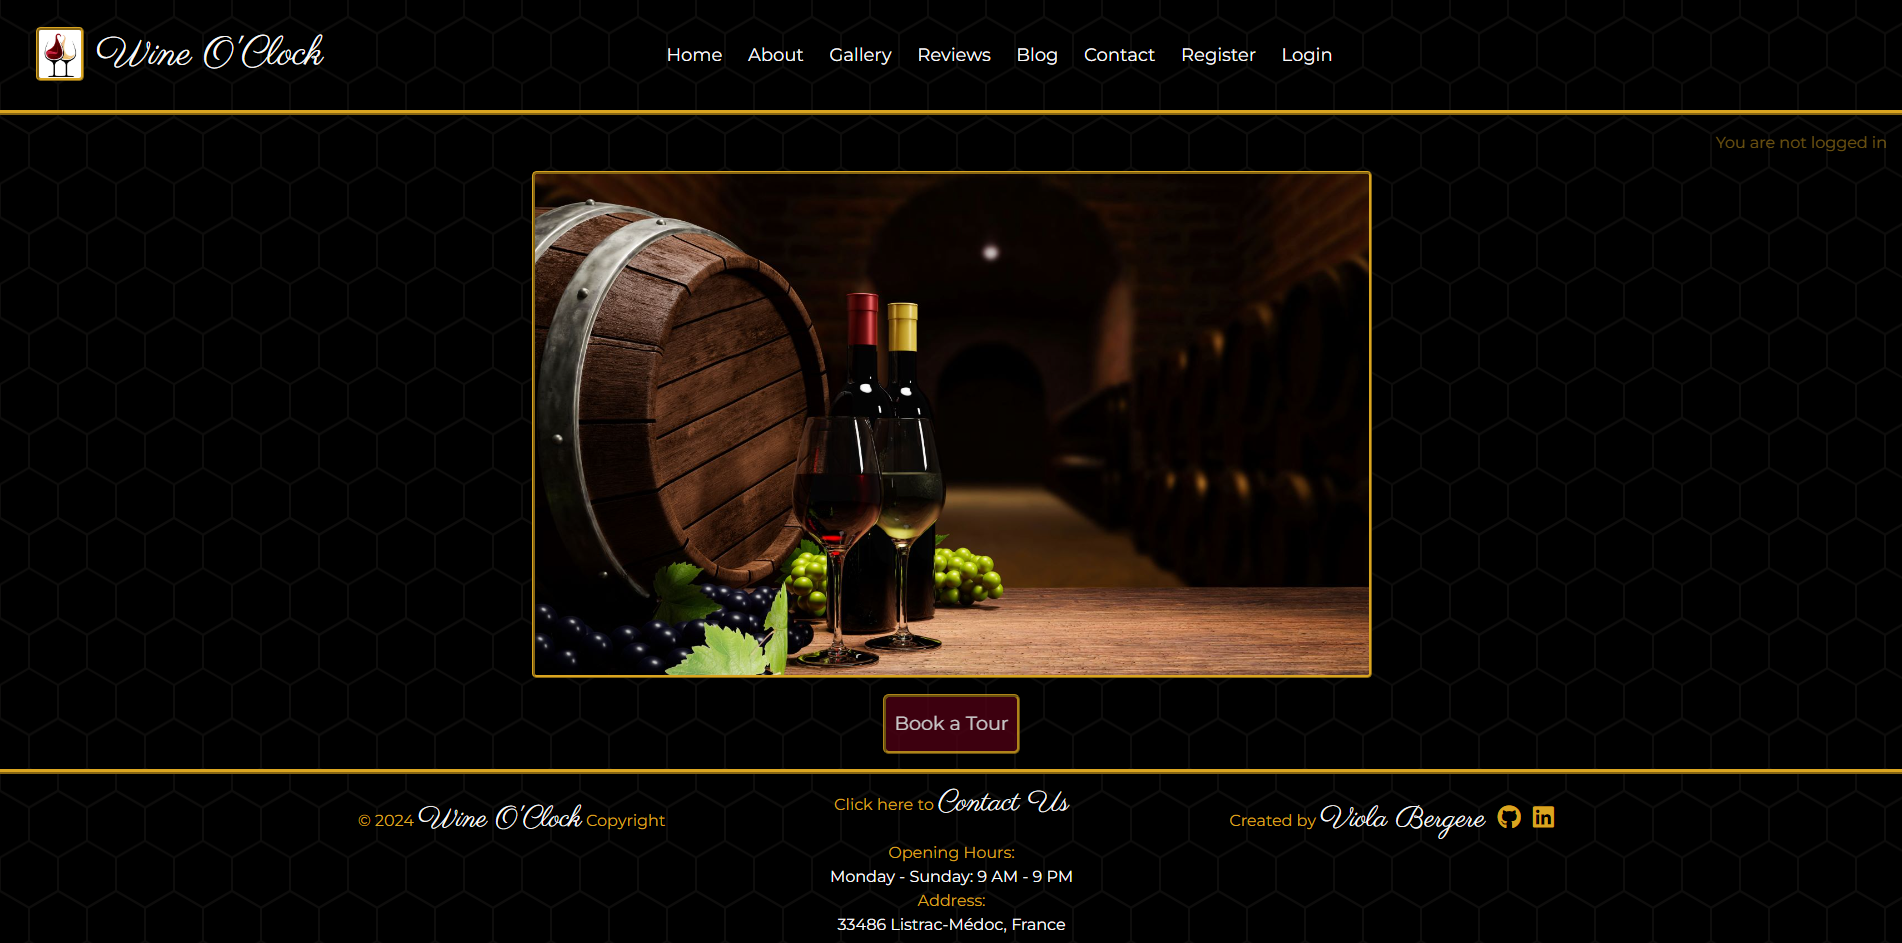 Wine O'Clock
Home About Gallery Reviews Blog Contact Register Login
You are not logged in
Book a Tour
© 2024 Wine O'Clock Copyright
Click here to Contact Us
Opening Hours:
Monday - Sunday: 9 AM - 9 PM
Address:
33486 Listrac-Médoc, France
Created by Viola Bergere
in